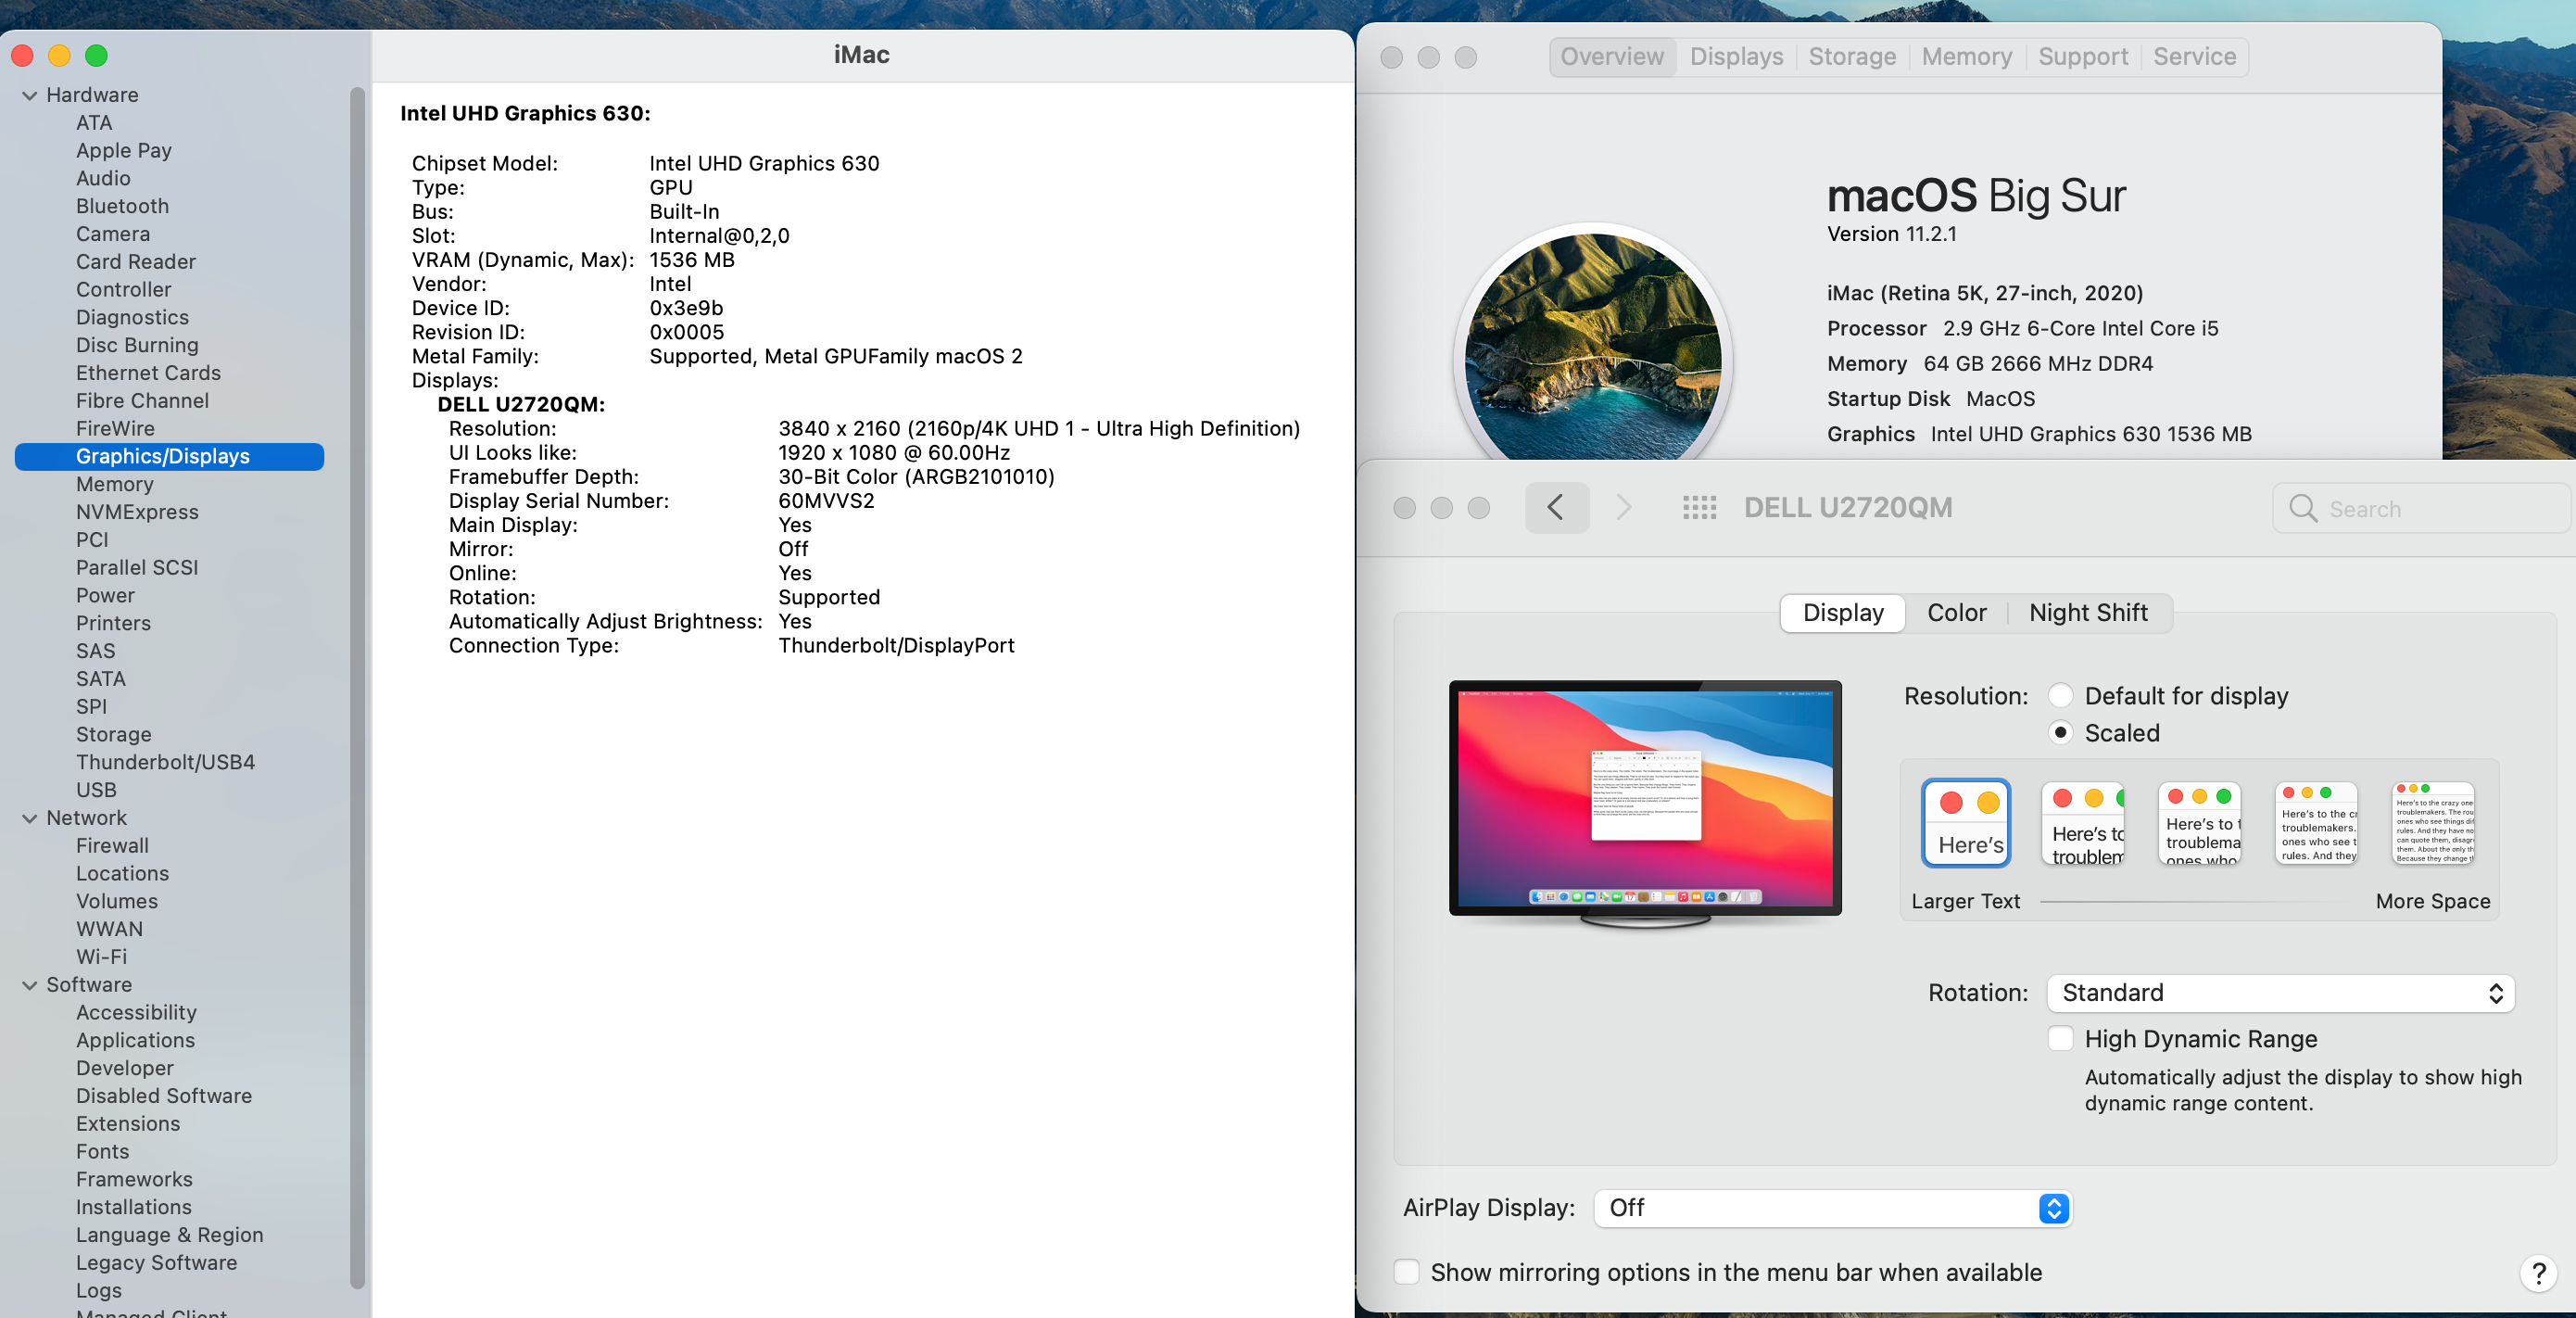 iMac
Hardware
ATA
Apple Pay
Audio
Bluetooth
Camera
Card Reader
Controller
Diagnostics
Disc Burning
Ethernet Cards
Fibre Channel
FireWire
Graphics/Displays
Memory
NVMExpress
PCI
Parallel SCSI
Power
Printers
SAS
SATA
SPI
Storage
Thunderbolt/USB4
USB
Network
Firewall
Locations
Volumes
WWAN
Wi-Fi
Software
Accessibility
Applications
Developer
Disabled Software
Extensions
Fonts
Frameworks
Installations
Language & Region
Legacy Software
Logs
Managed Client
Intel UHD Graphics 630:
Chipset Model: Intel UHD Graphics 630
Type: GPU
Bus: Built-In
Slot: Internal@0,2,0
VRAM (Dynamic, Max): 1536 MB
Vendor: Intel
Device ID: 0x3e9b
Revision ID: 0x0005
Metal Family: Supported, Metal GPUFamily macOS 2
Displays:
DELL U2720QM:
Resolution: 3840 x 2160 (2160p/4K UHD 1 - Ultra High Definition)
UI Looks like: 1920 x 1080 @ 60.00Hz
Framebuffer Depth: 30-Bit Color (ARGB2101010)
Display Serial Number: 60MVVS2
Main Display: Yes
Mirror: Off
Online: Yes
Rotation: Supported
Automatically Adjust Brightness: Yes
Connection Type: Thunderbolt/DisplayPort
Overview Displays Storage Memory Support Service
macOS Big Sur
Version 11.2.1
iMac (Retina 5K, 27-inch, 2020)
Processor 2.9 GHz 6-Core Intel Core i5
Memory 64 GB 2666 MHz DDR4
Startup Disk MacOS
Graphics Intel UHD Graphics 630 1536 MB
DELL U2720QM
Search
Display Color Night Shift
Resolution: Default for display
Scaled
Here's
Here's to
troublem
Here's to t
troublema
ones who
Here's to the cr
troublemakers.
ones who see t
rules. And they
Here's to the crazy one
troublemakers. The rou
ones who see things dif
rules. And they have no
can quote them, disagr
them. About the only th
Because they change t
Larger Text More Space
Rotation: Standard
High Dynamic Range
Automatically adjust the display to show high
dynamic range content.
AirPlay Display: Off
Show mirroring options in the menu bar when available
?